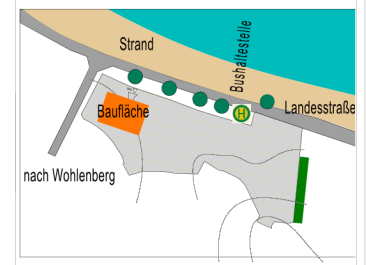 Strand
Bushaltestelle
H
Landesstraße
Baufläche
nach Wohlenberg